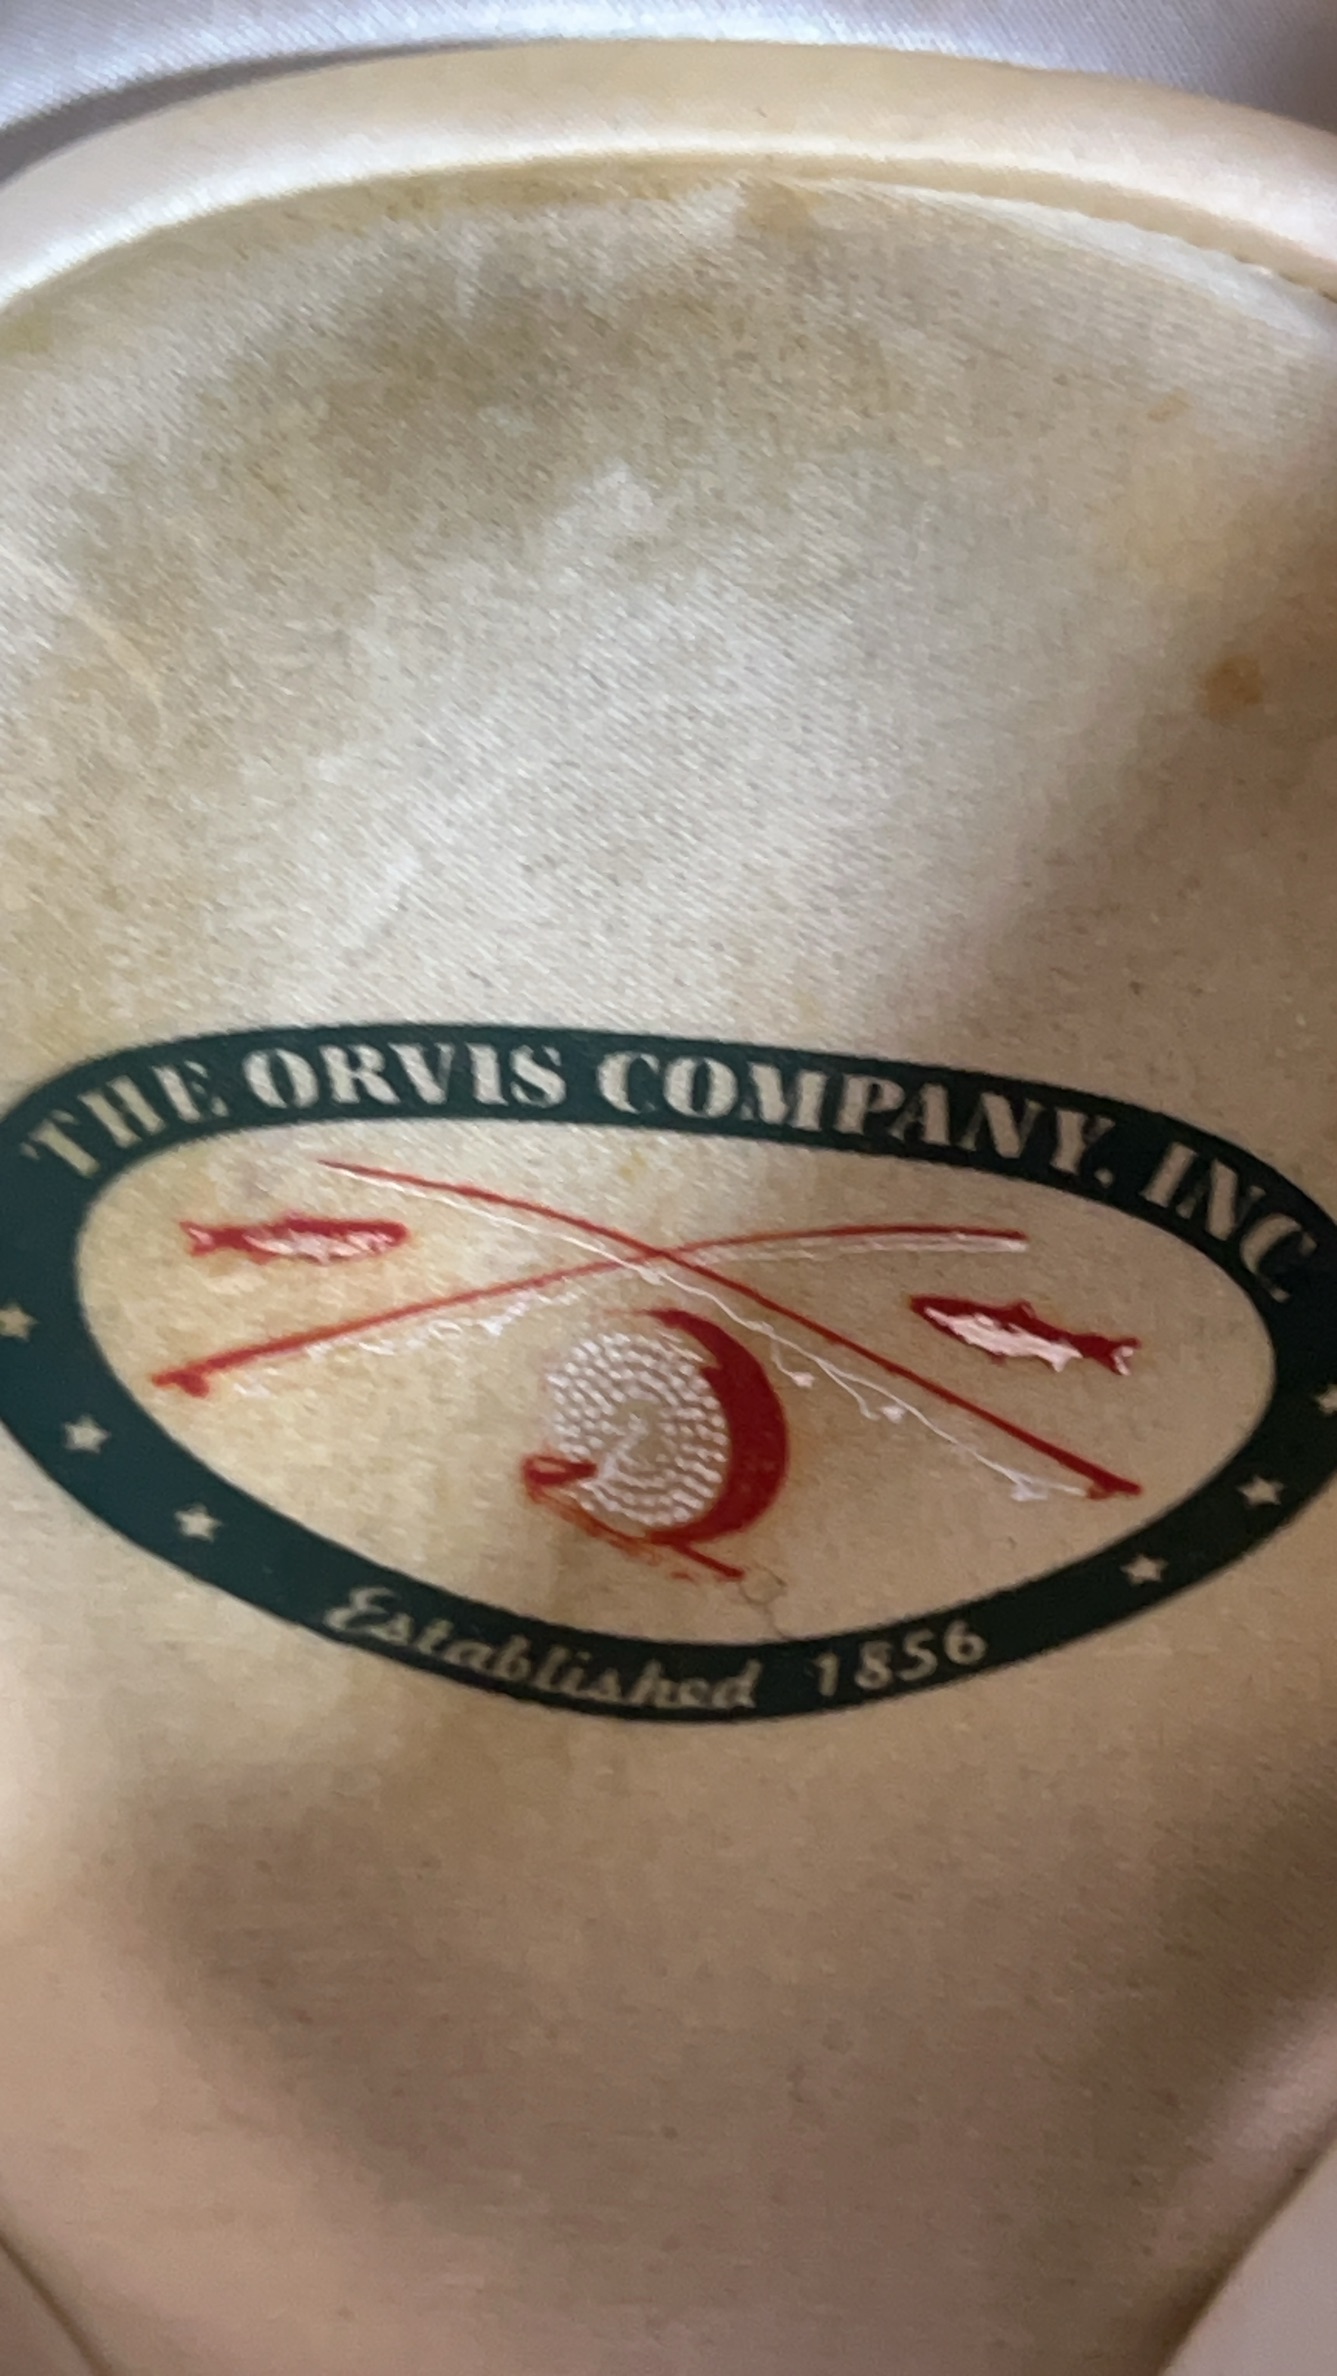 THE ORVIS COMPANY, INC
Established 1856